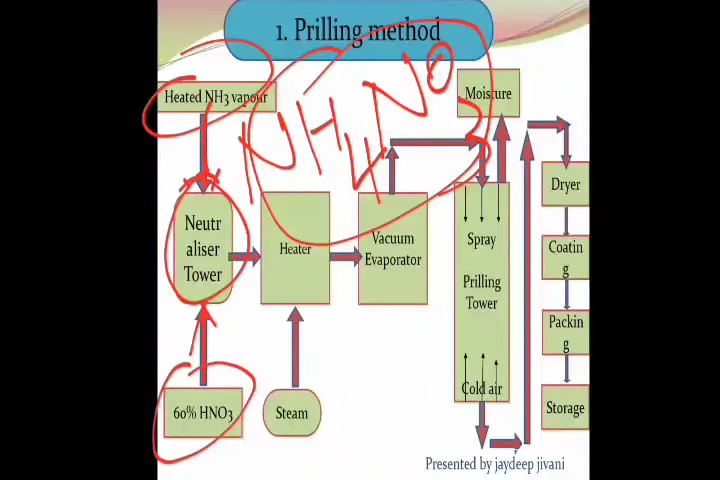 1. Prilling method
Heated NH3 vapour
NH4NO3
Moisture
Neutr
aliser
Tower
Heater
Vacuum
Evaporator
Spray
Prilling
Tower
Cold air
Dryer
Coatin
g
Packin
g
Storage
60% HNO3
Steam
Presented by jaydeep jivani